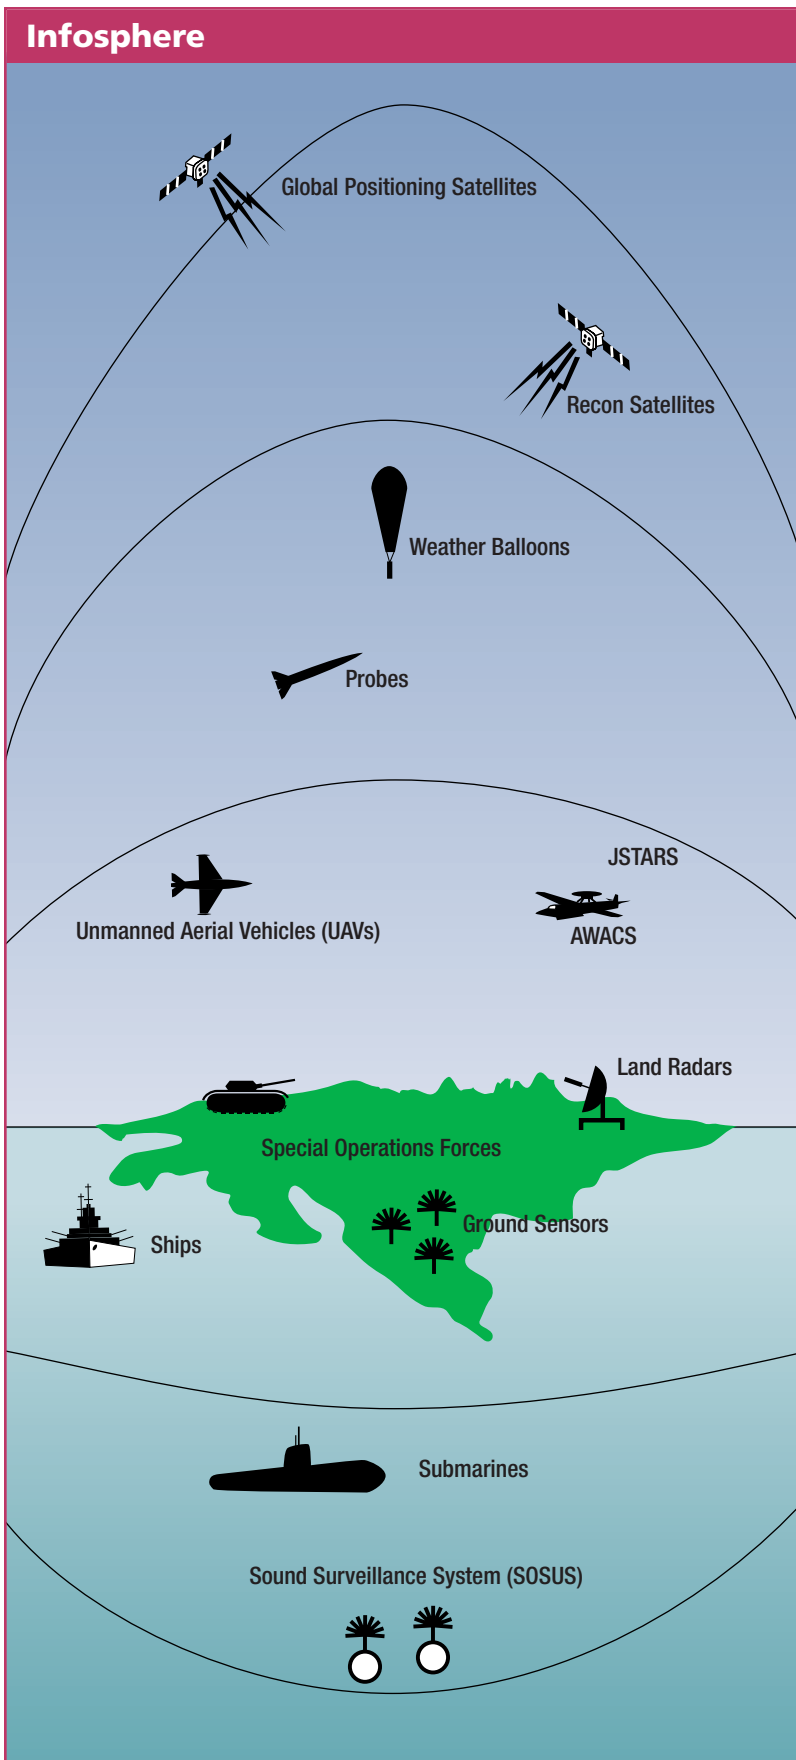 Infosphere
Global Positioning Satellites
Recon Satellites
Weather Balloons
Probes
JSTARS
Unmanned Aerial Vehicles (UAVs)
AWACS
Land Radars
Special Operations Forces
Ground Sensors
Ships
Submarines
Sound Surveillance System (SOSUS)